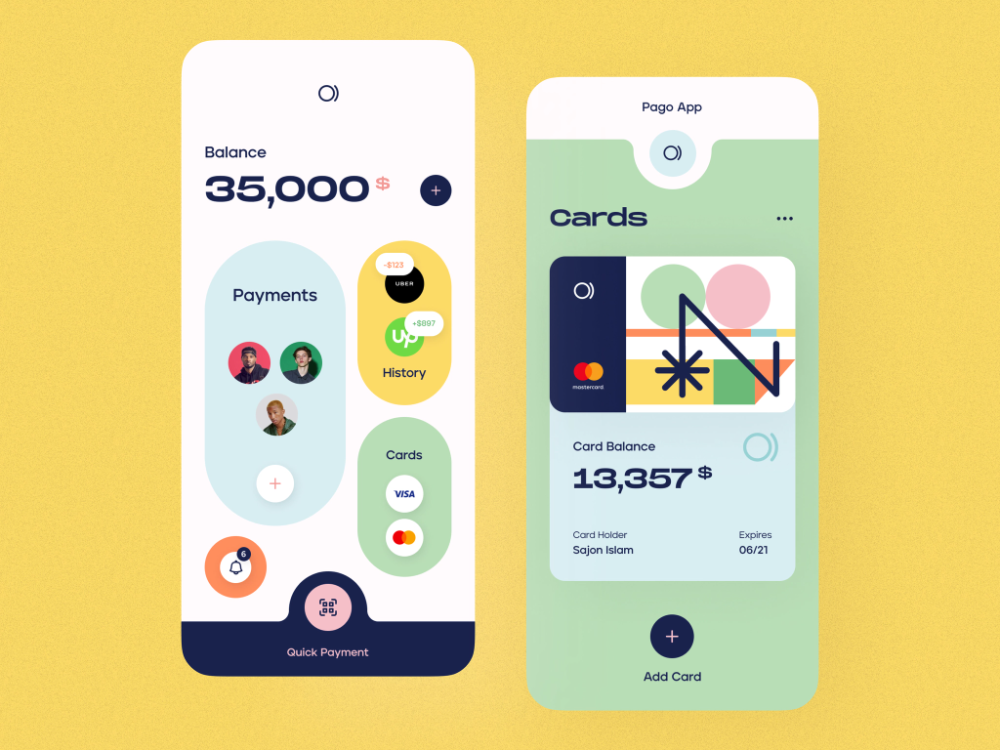 Balance
35,000 $
Payments
-$123
UBER
+$897
up
History
Cards
VISA
6
Quick Payment
Pago App
Cards
mastercard
Card Balance
13,357 $
Card Holder
Expires
Sajon Islam
06/21
Add Card